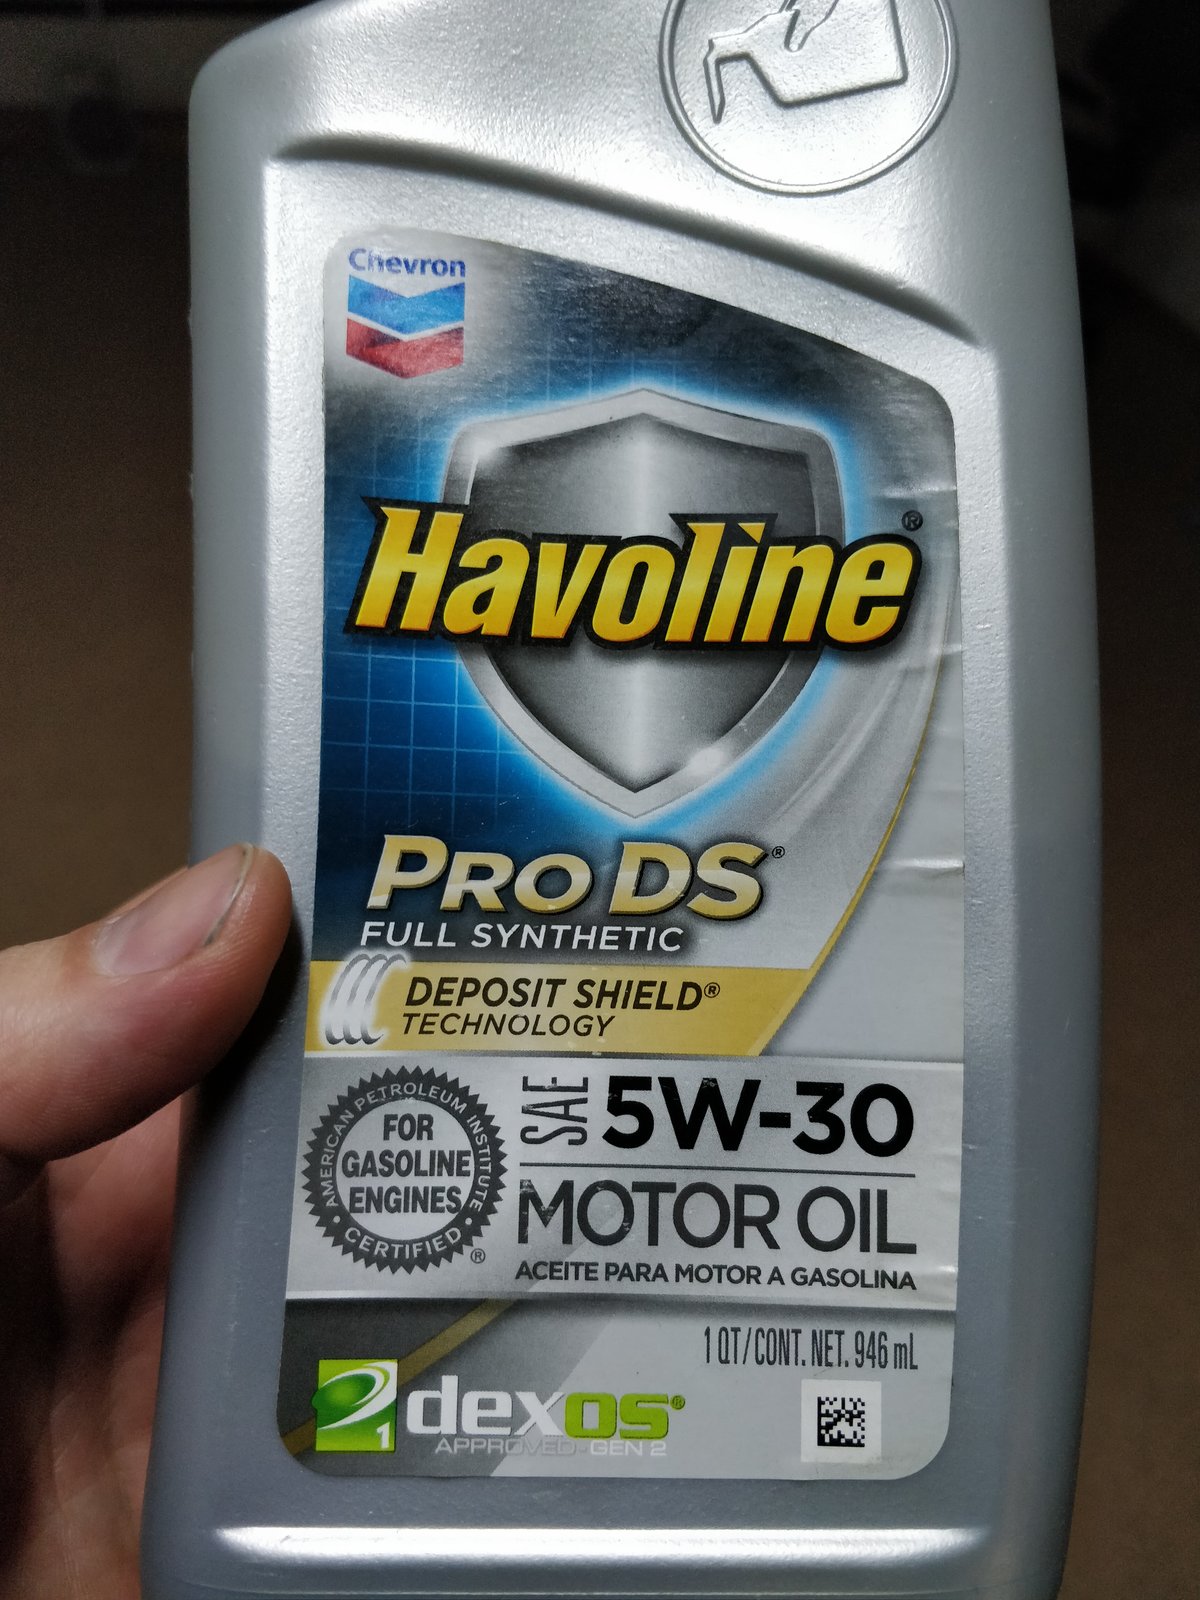 Chevron
Havoline®
PRO DS®
FULL SYNTHETIC
DEPOSIT SHIELD®
TECHNOLOGY
AMERICAN PETROLEUM INSTITUTE
FOR
GASOLINE
ENGINES
CERTIFIED ®
SAE 5W-30
MOTOR OIL
ACEITE PARA MOTOR A GASOLINA
1 QT/CONT. NET. 946 mL
1 dexos®
APPROVED-GEN 2